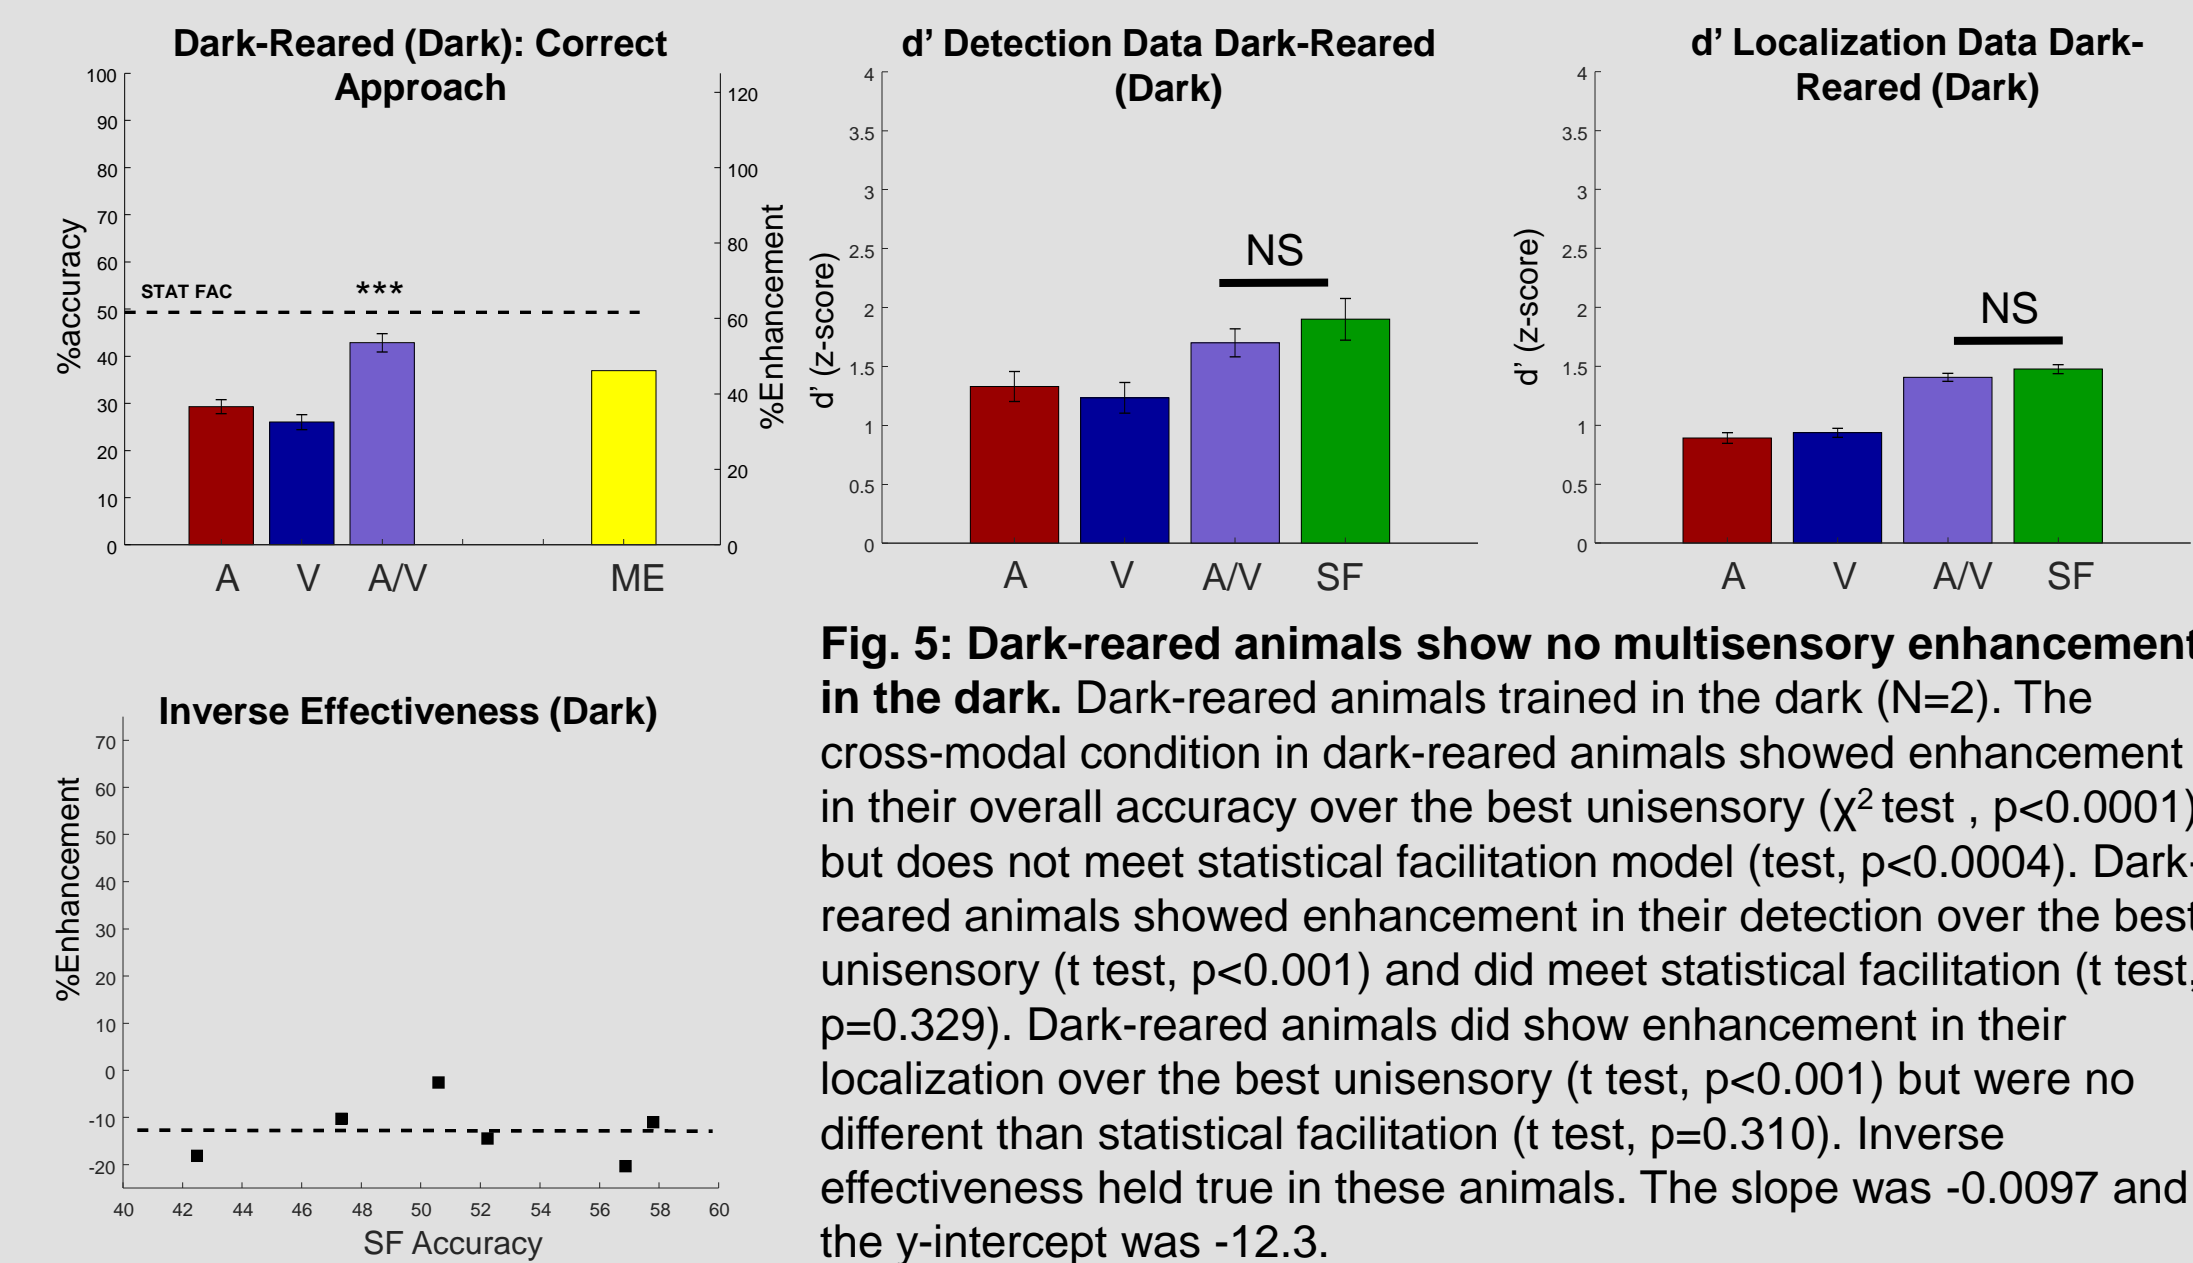 Dark-Reared (Dark): Correct
Approach
100
90
80
70
60
50
40
30
20
10
0
%accuracy
STAT FAC
***
120
100
80
60
40
20
0
%Enhancement
A V A/V ME
d’ Detection Data Dark-Reared
(Dark)
4
3.5
3
2.5
2
1.5
1
0.5
0
d’ (z-score)
NS
A V A/V SF
d’ Localization Data Dark-
Reared (Dark)
4
3.5
3
2.5
2
1.5
1
0.5
0
d’ (z-score)
NS
A V A/V SF
Inverse Effectiveness (Dark)
70
60
50
40
30
20
10
0
-10
-20
%Enhancement
40 42 44 46 48 50 52 54 56 58 60
SF Accuracy
Fig. 5: Dark-reared animals show no multisensory enhancement
in the dark. Dark-reared animals trained in the dark (N=2). The
cross-modal condition in dark-reared animals showed enhancement
in their overall accuracy over the best unisensory (χ² test , p<0.0001)
but does not meet statistical facilitation model (test, p<0.0004). Dark-
reared animals showed enhancement in their detection over the best
unisensory (t test, p<0.001) and did meet statistical facilitation (t test,
p=0.329). Dark-reared animals did show enhancement in their
localization over the best unisensory (t test, p<0.001) but were no
different than statistical facilitation (t test, p=0.310). Inverse
effectiveness held true in these animals. The slope was -0.0097 and
the y-intercept was -12.3.